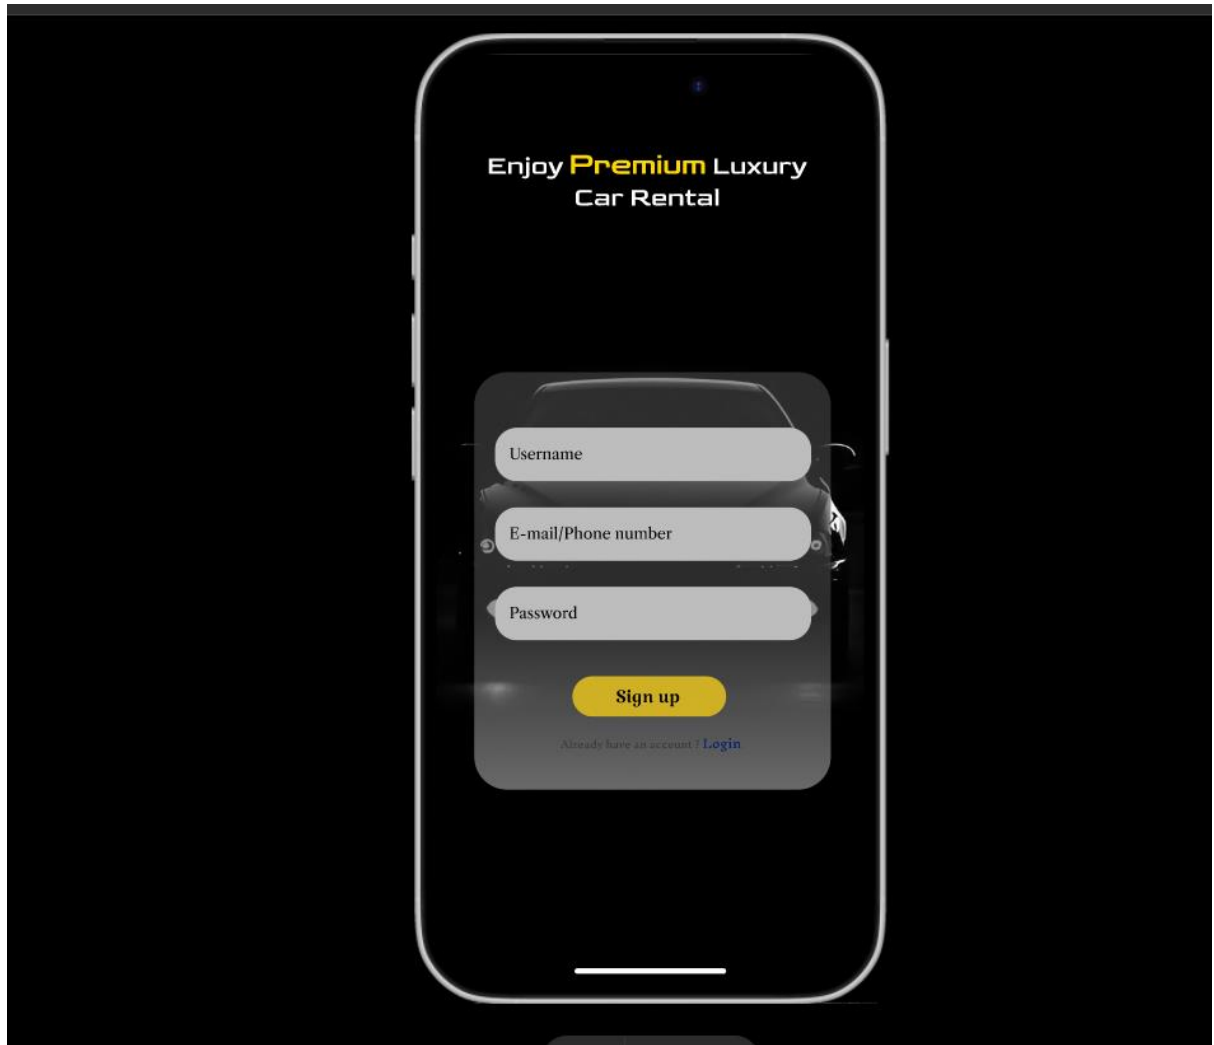 Enjoy Premium Luxury
Car Rental
Username
E-mail/Phone number
Password
Sign up
Already have an account ? Login